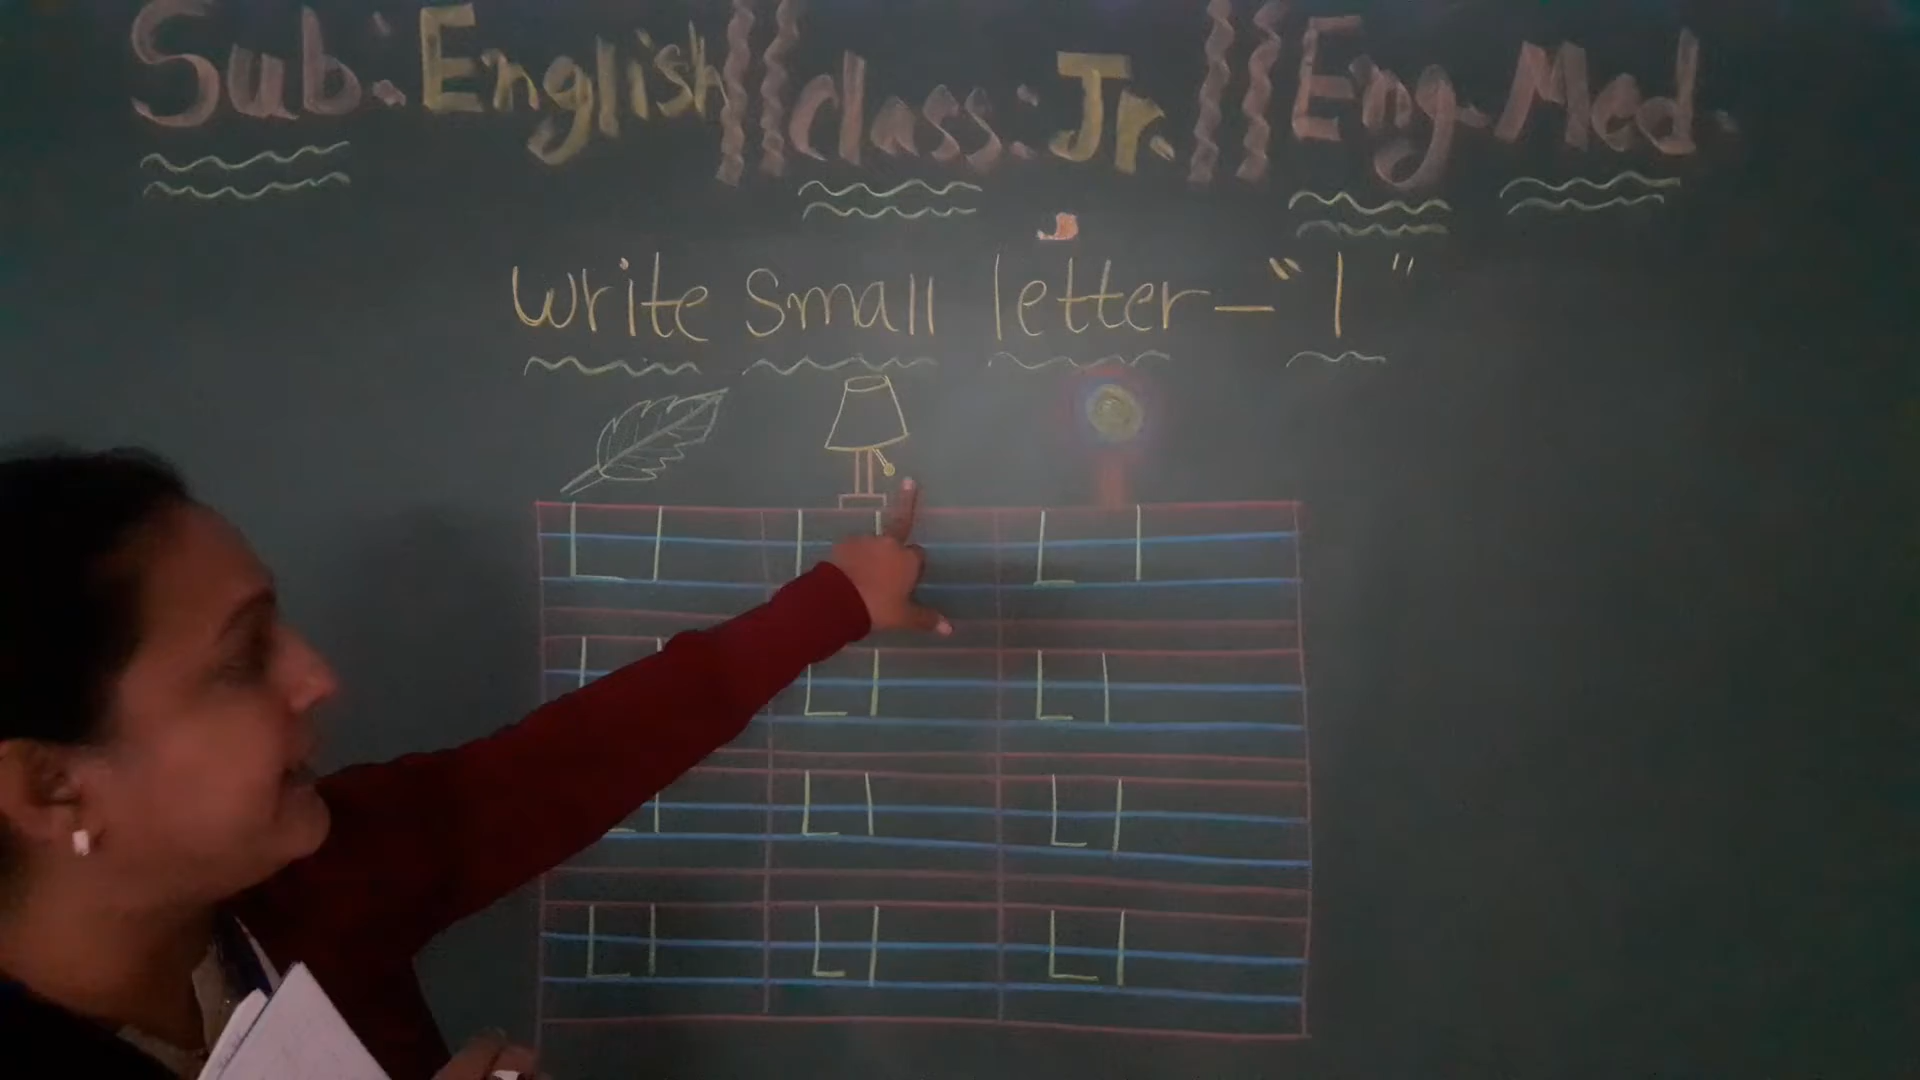 Sub: English class: Jr. Eng. Med.
Write small letter - "l"
L l L l L l
L l L l
L l L l L l
L l L l L l